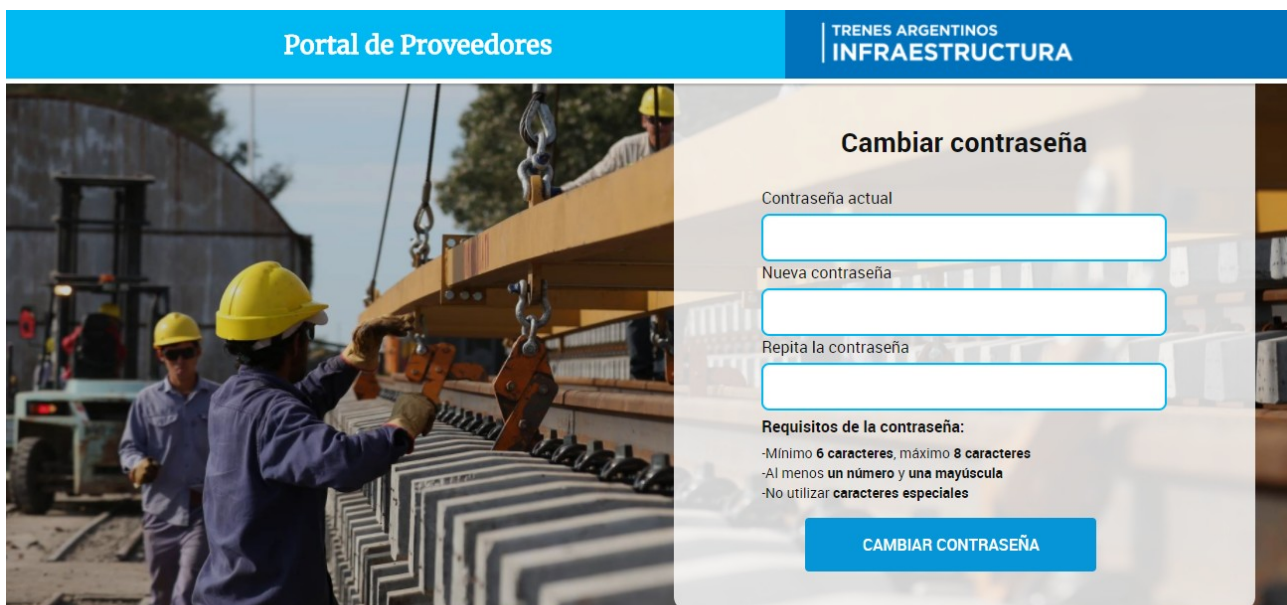 Portal de Proveedores
TRENES ARGENTINOS
INFRAESTRUCTURA
Cambiar contraseña
Contraseña actual
Nueva contraseña
Repita la contraseña
Requisitos de la contraseña:
-Mínimo 6 caracteres, máximo 8 caracteres
-Al menos un número y una mayúscula
-No utilizar caracteres especiales
CAMBIAR CONTRASEÑA